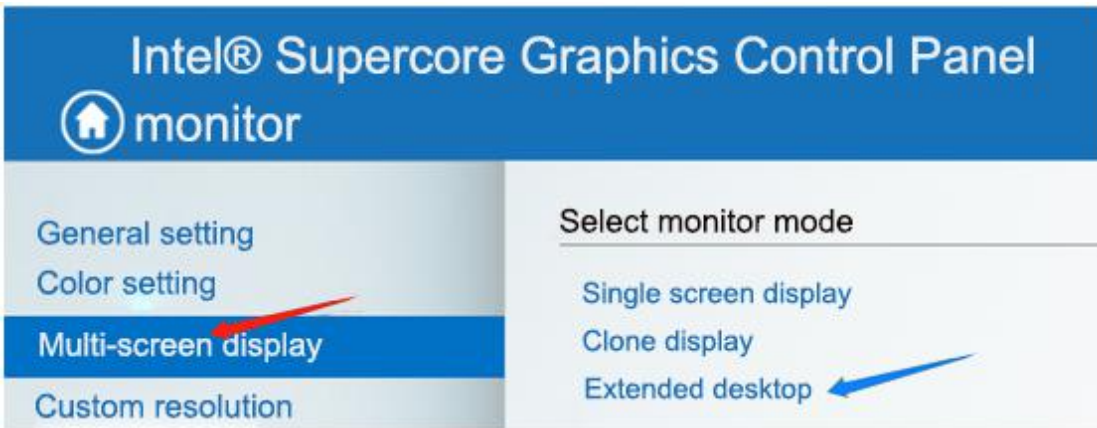 Intel® Supercore Graphics Control Panel
monitor
General setting
Color setting
Multi-screen display
Custom resolution
Select monitor mode
Single screen display
Clone display
Extended desktop